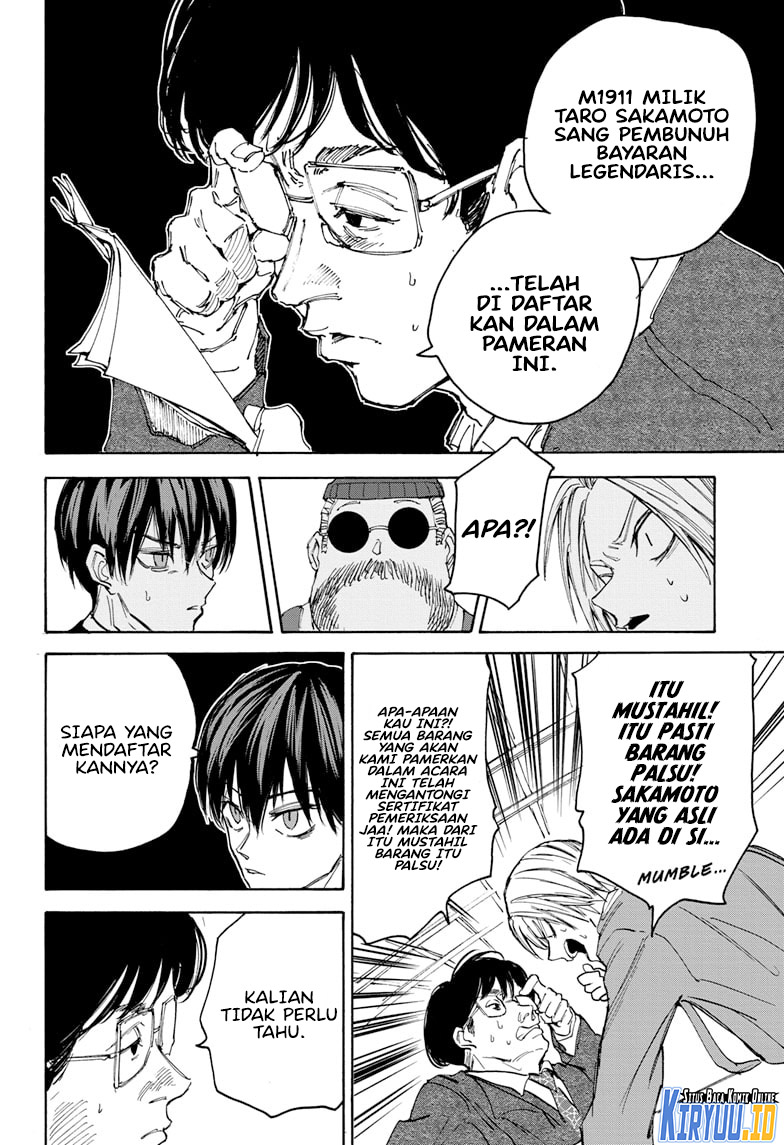 M1911 MILIK
TARO SAKAMOTO
SANG PEMBUNUH
BAYARAN
LEGENDARIS...
...TELAH
DI DAFTAR
KAN DALAM
PAMERAN
INI.
APA?!
ITU
MUSTAHIL!
ITU PASTI
BARANG
PALSU!
SAKAMOTO
YANG ASLI
ADA DI SI...
MUMBLE...
APA-APAAN
KAU INI?!
SEMUA BARANG
YANG AKAN
KAMI PAMERKAN
DALAM ACARA
INI TELAH
MENGANTONGI
SERTIFIKAT
PEMERIKSAAN
JAA! MAKA DARI
ITU MUSTAHIL
BARANG ITU
PALSU!
SIAPA YANG
MENDAFTAR
KANNYA?
KALIAN
TIDAK PERLU
TAHU.
SITUS BACA KOMIK ONLINE
KIRYUU.ID